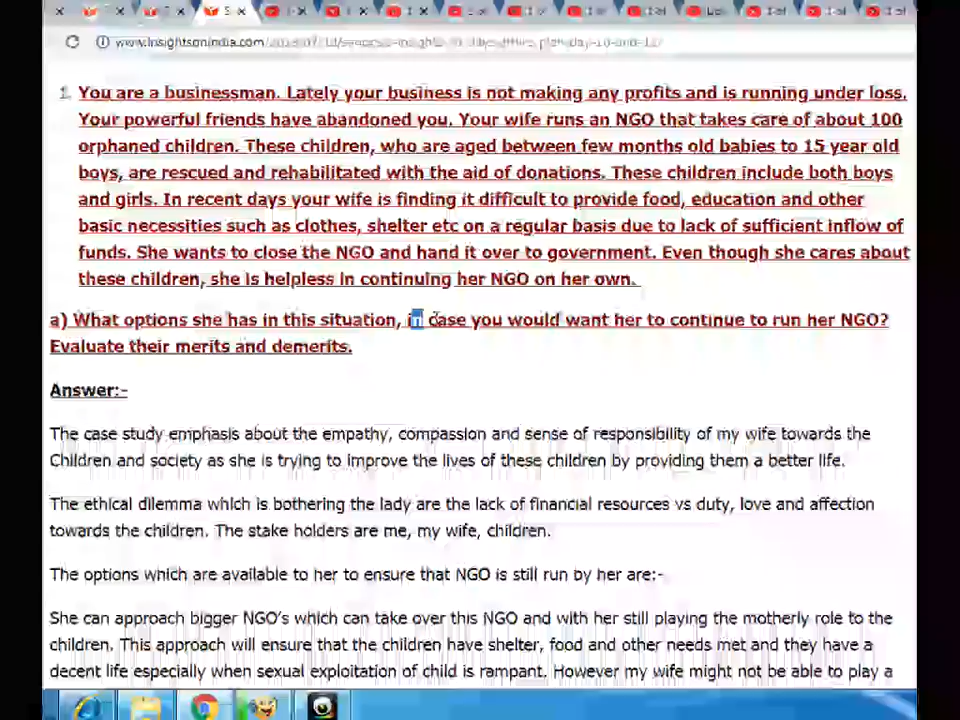 www.insightsonindia.com
1. You are a businessman. Lately your business is not making any profits and is running under loss.
Your powerful friends have abandoned you. Your wife runs an NGO that takes care of about 100
orphaned children. These children, who are aged between few months old babies to 15 year old
boys, are rescued and rehabilitated with the aid of donations. These children include both boys
and girls. In recent days your wife is finding it difficult to provide food, education and other
basic necessities such as clothes, shelter etc on a regular basis due to lack of sufficient inflow of
funds. She wants to close the NGO and hand it over to government. Even though she cares about
these children, she is helpless in continuing her NGO on her own.
a) What options she has in this situation, in case you would want her to continue to run her NGO?
Evaluate their merits and demerits.
Answer:-
The case study emphasis about the empathy, compassion and sense of responsibility of my wife towards the
Children and society as she is trying to improve the lives of these children by providing them a better life.
The ethical dilemma which is bothering the lady are the lack of financial resources vs duty, love and affection
towards the children. The stake holders are me, my wife, children.
The options which are available to her to ensure that NGO is still run by her are:-
She can approach bigger NGO's which can take over this NGO and with her still playing the motherly role to the
children. This approach will ensure that the children have shelter, food and other needs met and they have a
decent life especially when sexual exploitation of child is rampant. However my wife might not be able to play a